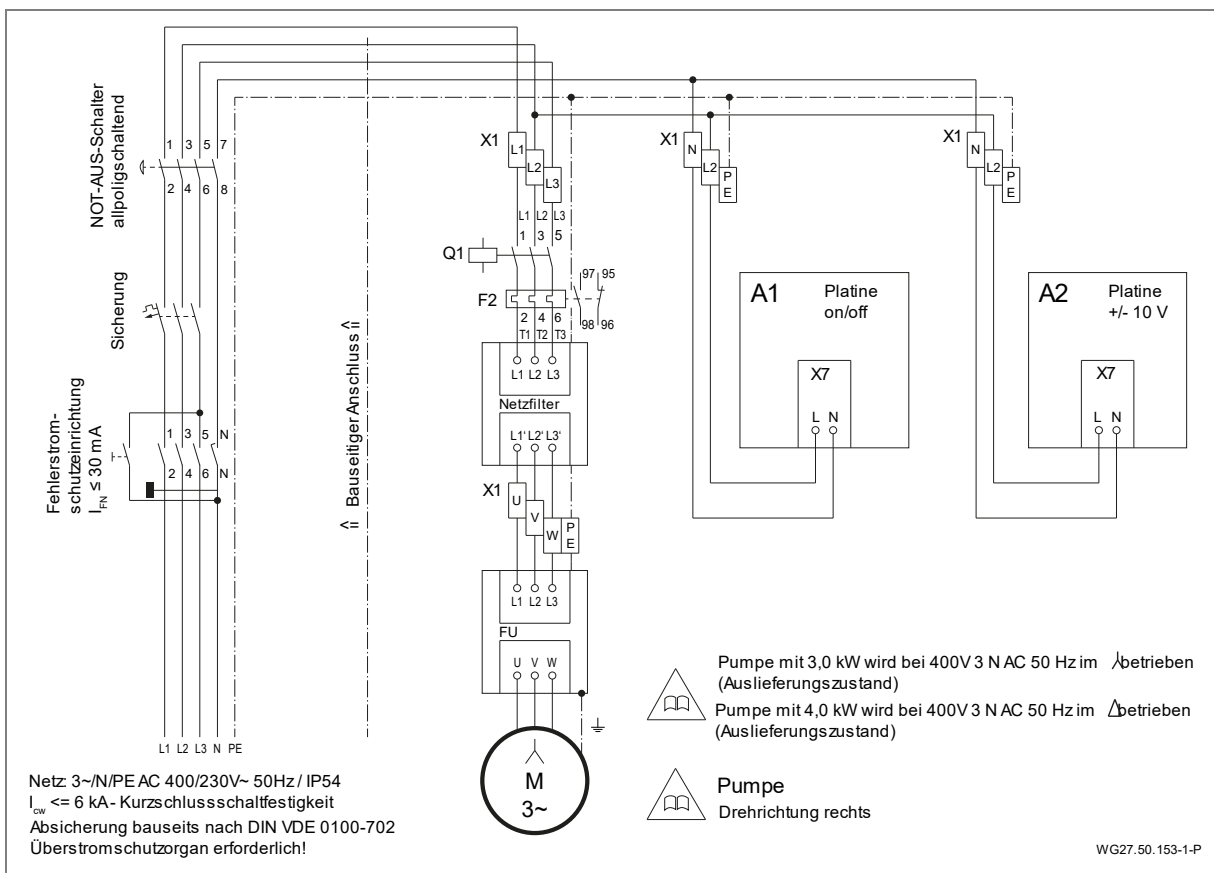 NOT-AUS-Schalter
allpoligschaltend
1 3 5 7
2 4 6 8
Sicherung
Fehlerstrom-
schutzeinrichtung
I_FN ≤ 30 mA
1 3 5 N
2 4 6 N
L1 L2 L3 N PE
Bauseitiger Anschluss
X1
L1
L2
L3
L1 L2 L3
1 3 5
Q1
F2
97 95
98 96
2 4 6
T1 T2 T3
L1 L2 L3
Netzfilter
L1' L2' L3'
X1
U
V
W
PE
L1 L2 L3
FU
U V W
M
3~
X1
N
L2
PE
A1
Platine
on/off
X7
L N
X1
N
L2
PE
A2
Platine
+/- 10 V
X7
L N
Pumpe mit 3,0 kW wird bei 400V 3 N AC 50 Hz im betrieben
(Auslieferungszustand)
Pumpe mit 4,0 kW wird bei 400V 3 N AC 50 Hz im betrieben
(Auslieferungszustand)
Pumpe
Drehrichtung rechts
Netz: 3~/N/PE AC 400/230V~ 50Hz / IP54
I_cw <= 6 kA - Kurzschlussschaltfestigkeit
Absicherung bauseits nach DIN VDE 0100-702
Überstromschutzorgan erforderlich!
WG27.50.153-1-P